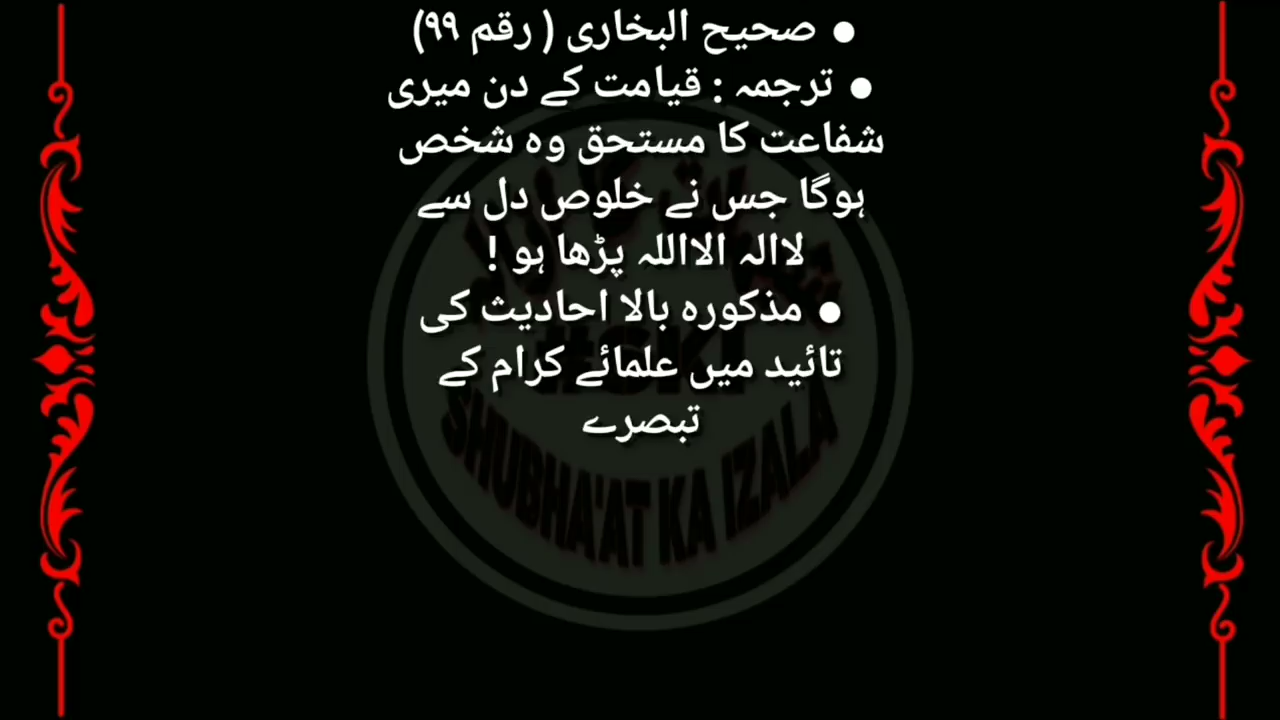 ● صحیح البخاری ( رقم ۹۹)
● ترجمہ : قیامت کے دن میری
شفاعت کا مستحق وہ شخص
ہوگا جس نے خلوص دل سے
لاالہ الااللہ پڑھا ہو !
● مذکورہ بالا احادیث کی
تائید میں علمائے کرام کے
تبصرے
#SKI
SHUBHA'AT KA IZALA